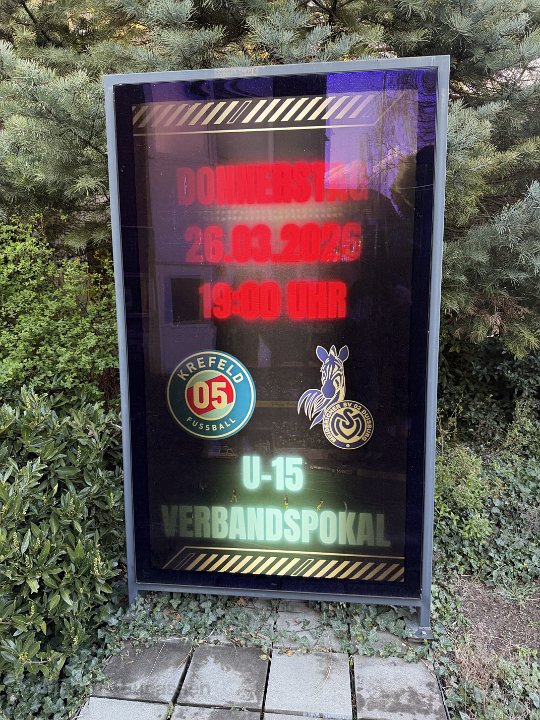 DONNERSTAG
26.03.2026
19:00 UHR
KREFELD
05
FUSSBALL
U-15
VERBANDSPOKAL